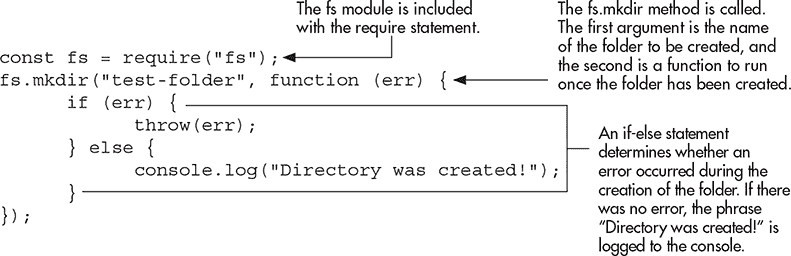 The fs module is included
with the require statement.
The fs.mkdir method is called.
The first argument is the name
of the folder to be created, and
the second is a function to run
once the folder has been created.
const fs = require("fs");
fs.mkdir("test-folder", function (err) {
if (err) {
throw(err);
} else {
console.log("Directory was created!");
}
});
An if-else statement
determines whether an
error occurred during the
creation of the folder. If there
was no error, the phrase
“Directory was created!” is
logged to the console.